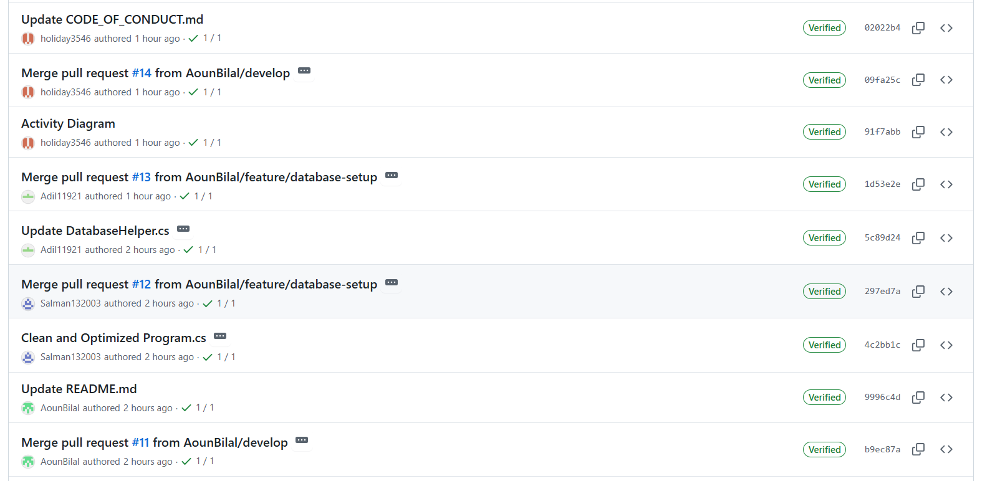 Update CODE_OF_CONDUCT.md
holiday3546 authored 1 hour ago · 1 / 1
Verified
02022b4
Merge pull request #14 from AounBilal/develop
holiday3546 authored 1 hour ago · 1 / 1
Verified
09fa25c
Activity Diagram
holiday3546 authored 1 hour ago · 1 / 1
Verified
91f7abb
Merge pull request #13 from AounBilal/feature/database-setup
Adil11921 authored 1 hour ago · 1 / 1
Verified
1d53e2e
Update DatabaseHelper.cs
Adil11921 authored 2 hours ago · 1 / 1
Verified
5c89d24
Merge pull request #12 from AounBilal/feature/database-setup
Salman132003 authored 2 hours ago · 1 / 1
Verified
297ed7a
Clean and Optimized Program.cs
Salman132003 authored 2 hours ago · 1 / 1
Verified
4c2bb1c
Update README.md
AounBilal authored 2 hours ago · 1 / 1
Verified
9996c4d
Merge pull request #11 from AounBilal/develop
AounBilal authored 2 hours ago · 1 / 1
Verified
b9ec87a